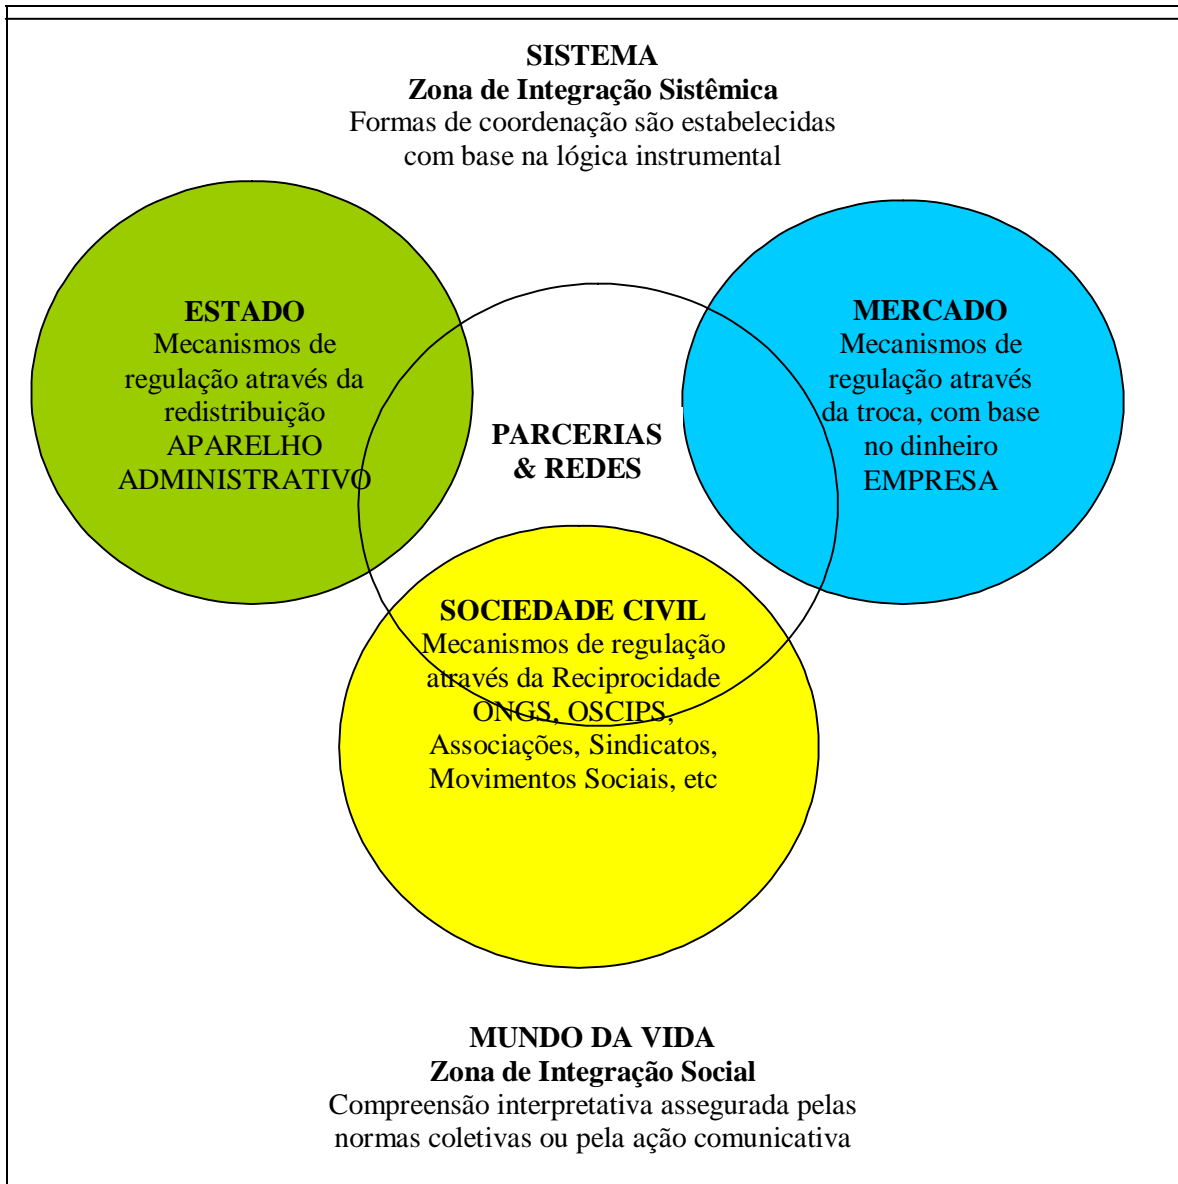 SISTEMA
Zona de Integração Sistêmica
Formas de coordenação são estabelecidas
com base na lógica instrumental
ESTADO
Mecanismos de
regulação através da
redistribuição
APARELHO
ADMINISTRATIVO
MERCADO
Mecanismos de
regulação através
da troca, com base
no dinheiro
EMPRESA
PARCERIAS
& REDES
SOCIEDADE CIVIL
Mecanismos de regulação
através da Reciprocidade
ONGS, OSCIPS,
Associações, Sindicatos,
Movimentos Sociais, etc
MUNDO DA VIDA
Zona de Integração Social
Compreensão interpretativa assegurada pelas
normas coletivas ou pela ação comunicativa